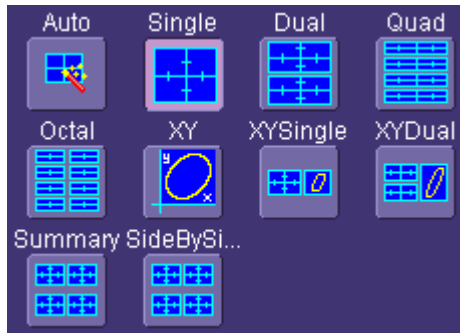 Auto Single Dual Quad
Octal XY XYSingle XYDual
y
x
Summary SideBySi...